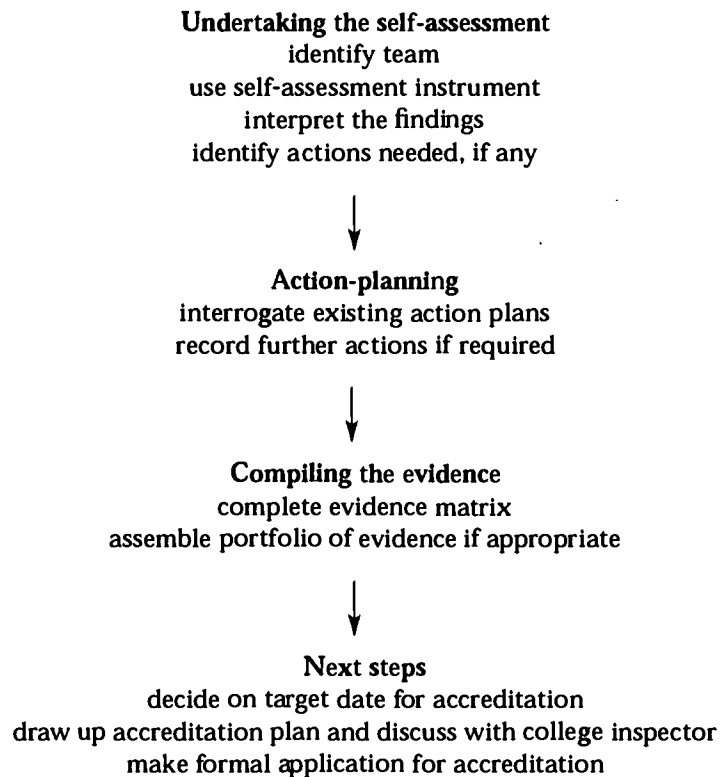 Undertaking the self-assessment
identify team
use self-assessment instrument
interpret the findings
identify actions needed, if any
Action-planning
interrogate existing action plans
record further actions if required
Compiling the evidence
complete evidence matrix
assemble portfolio of evidence if appropriate
Next steps
decide on target date for accreditation
draw up accreditation plan and discuss with college inspector
make formal application for accreditation